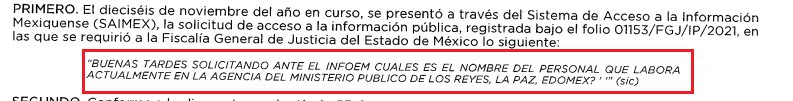 PRIMERO. El dieciséis de noviembre del año en curso, se presentó a través del Sistema de Acceso a la Información
Mexiquense (SAIMEX), la solicitud de acceso a la información pública, registrada bajo el folio 01153/FGJ/IP/2021, en
las que se requirió a la Fiscalía General de Justicia del Estado de México lo siguiente:
"BUENAS TARDES SOLICITANDO ANTE EL INFOEM CUALES ES EL NOMBRE DEL PERSONAL QUE LABORA
ACTUALMENTE EN LA AGENCIA DEL MINISTERIO PUBLICO DE LOS REYES, LA PAZ, EDOMEX? ' '" (sic)